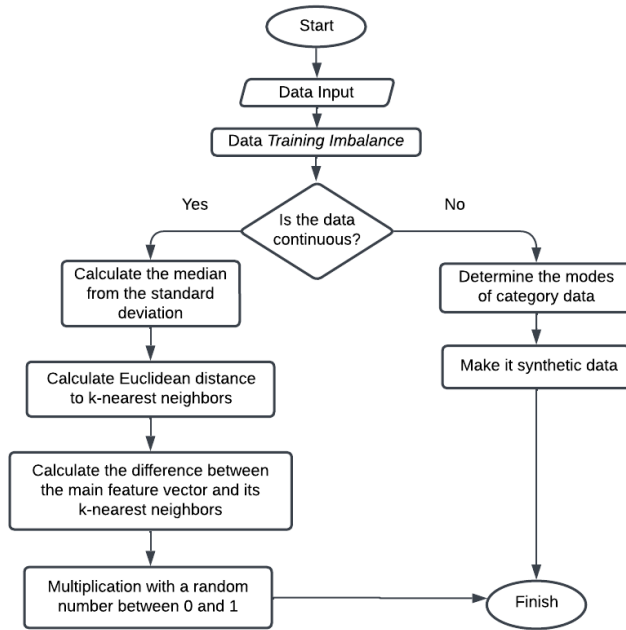 Start
Data Input
Data Training Imbalance
Is the data
continuous?
Yes
No
Calculate the median
from the standard
deviation
Determine the modes
of category data
Calculate Euclidean distance
to k-nearest neighbors
Make it synthetic data
Calculate the difference between
the main feature vector and its
k-nearest neighbors
Multiplication with a random
number between 0 and 1
Finish